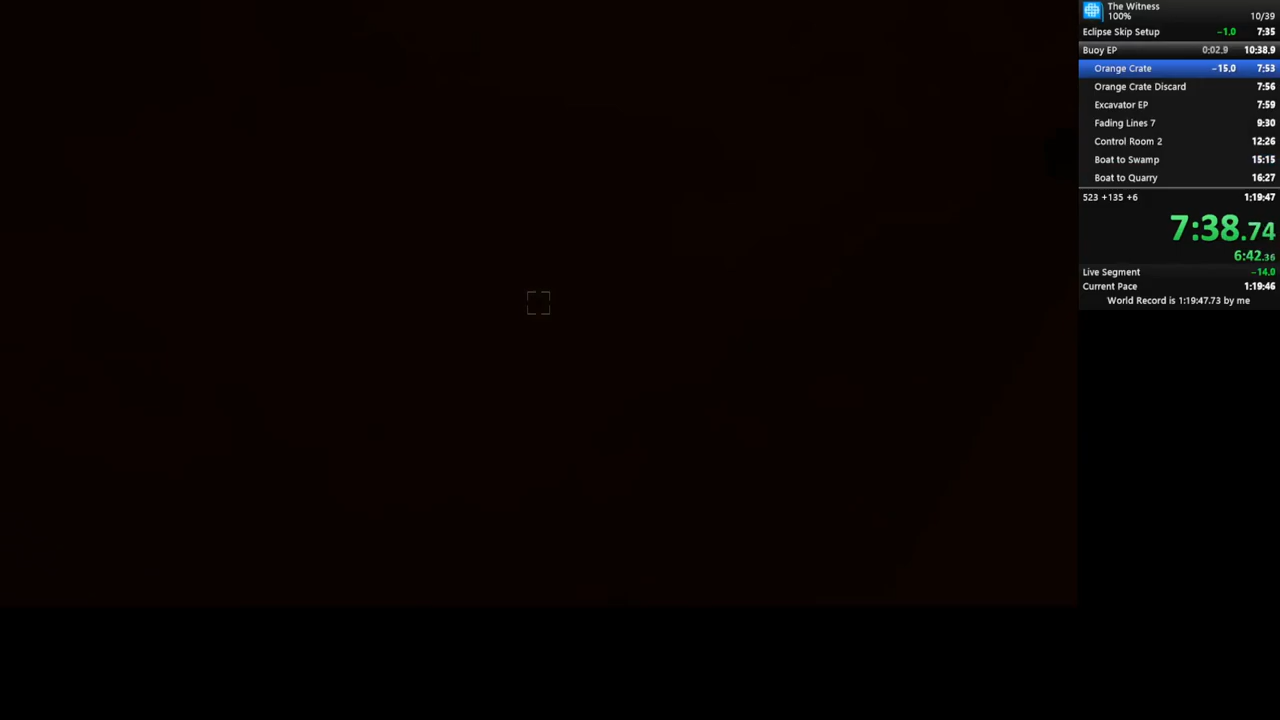 The Witness
100% 10/39
Eclipse Skip Setup -1.0 7:35
Buoy EP 0:02.9 10:38.9
Orange Crate -15.0 7:53
Orange Crate Discard 7:56
Excavator EP 7:59
Fading Lines 7 9:30
Control Room 2 12:26
Boat to Swamp 15:15
Boat to Quarry 16:27
523 +135 +6 1:19:47
7:38.74
6:42.36
Live Segment -14.0
Current Pace 1:19:46
World Record is 1:19:47.73 by me